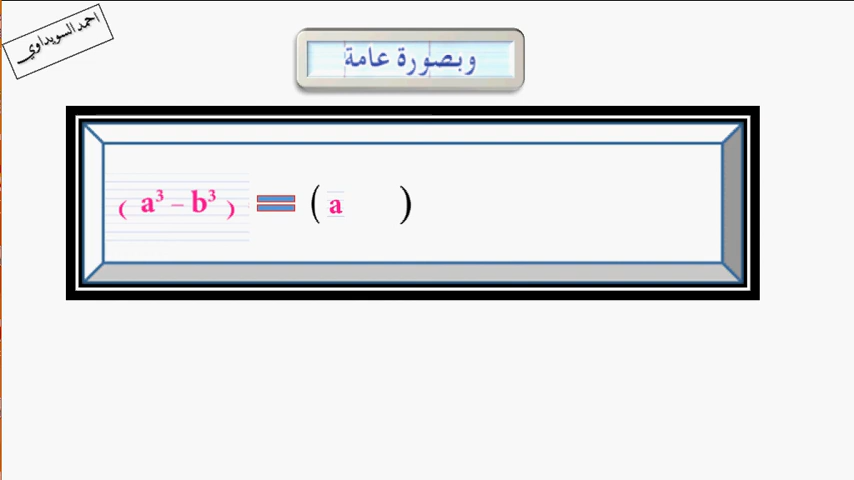 احمد السويداوي
وبصورة عامة
( a³ – b³ ) = ( a )